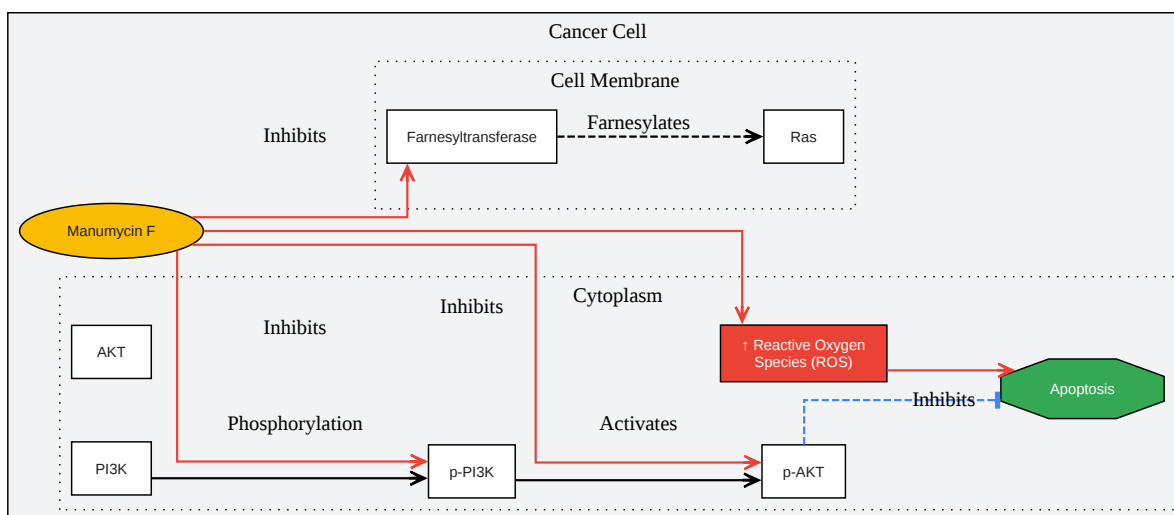 Cancer Cell
Cell Membrane
Inhibits
Farnesyltransferase
Farnesylates
Ras
Manumycin F
Cytoplasm
Inhibits
Inhibits
AKT
↑ Reactive Oxygen
Species (ROS)
Apoptosis
Inhibits
Phosphorylation
Activates
PI3K
p-PI3K
p-AKT